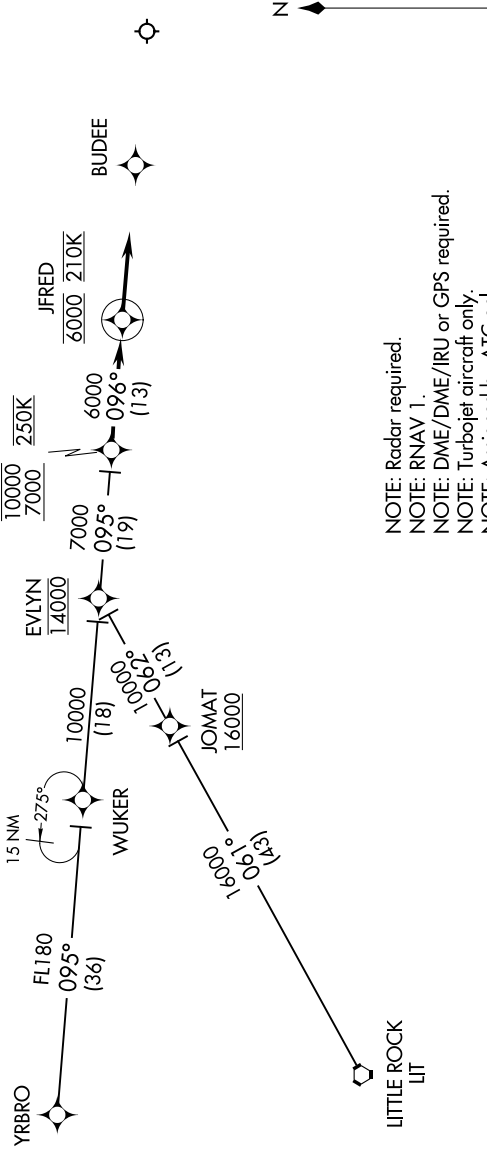 YRBRO
FL180
095°
(36)
15 NM
275°
WUKER
10000
(18)
EVLYN
14000
7000
095°
(19)
10000
7000
250K
6000
096°
(13)
JFRED
6000 210K
BUDEE
N
LITTLE ROCK
LIT
16000
061°
(43)
JOMAT
16000
10000
062°
(13)
NOTE: Radar required.
NOTE: RNAV 1.
NOTE: DME/DME/IRU or GPS required.
NOTE: Turbojet aircraft only.